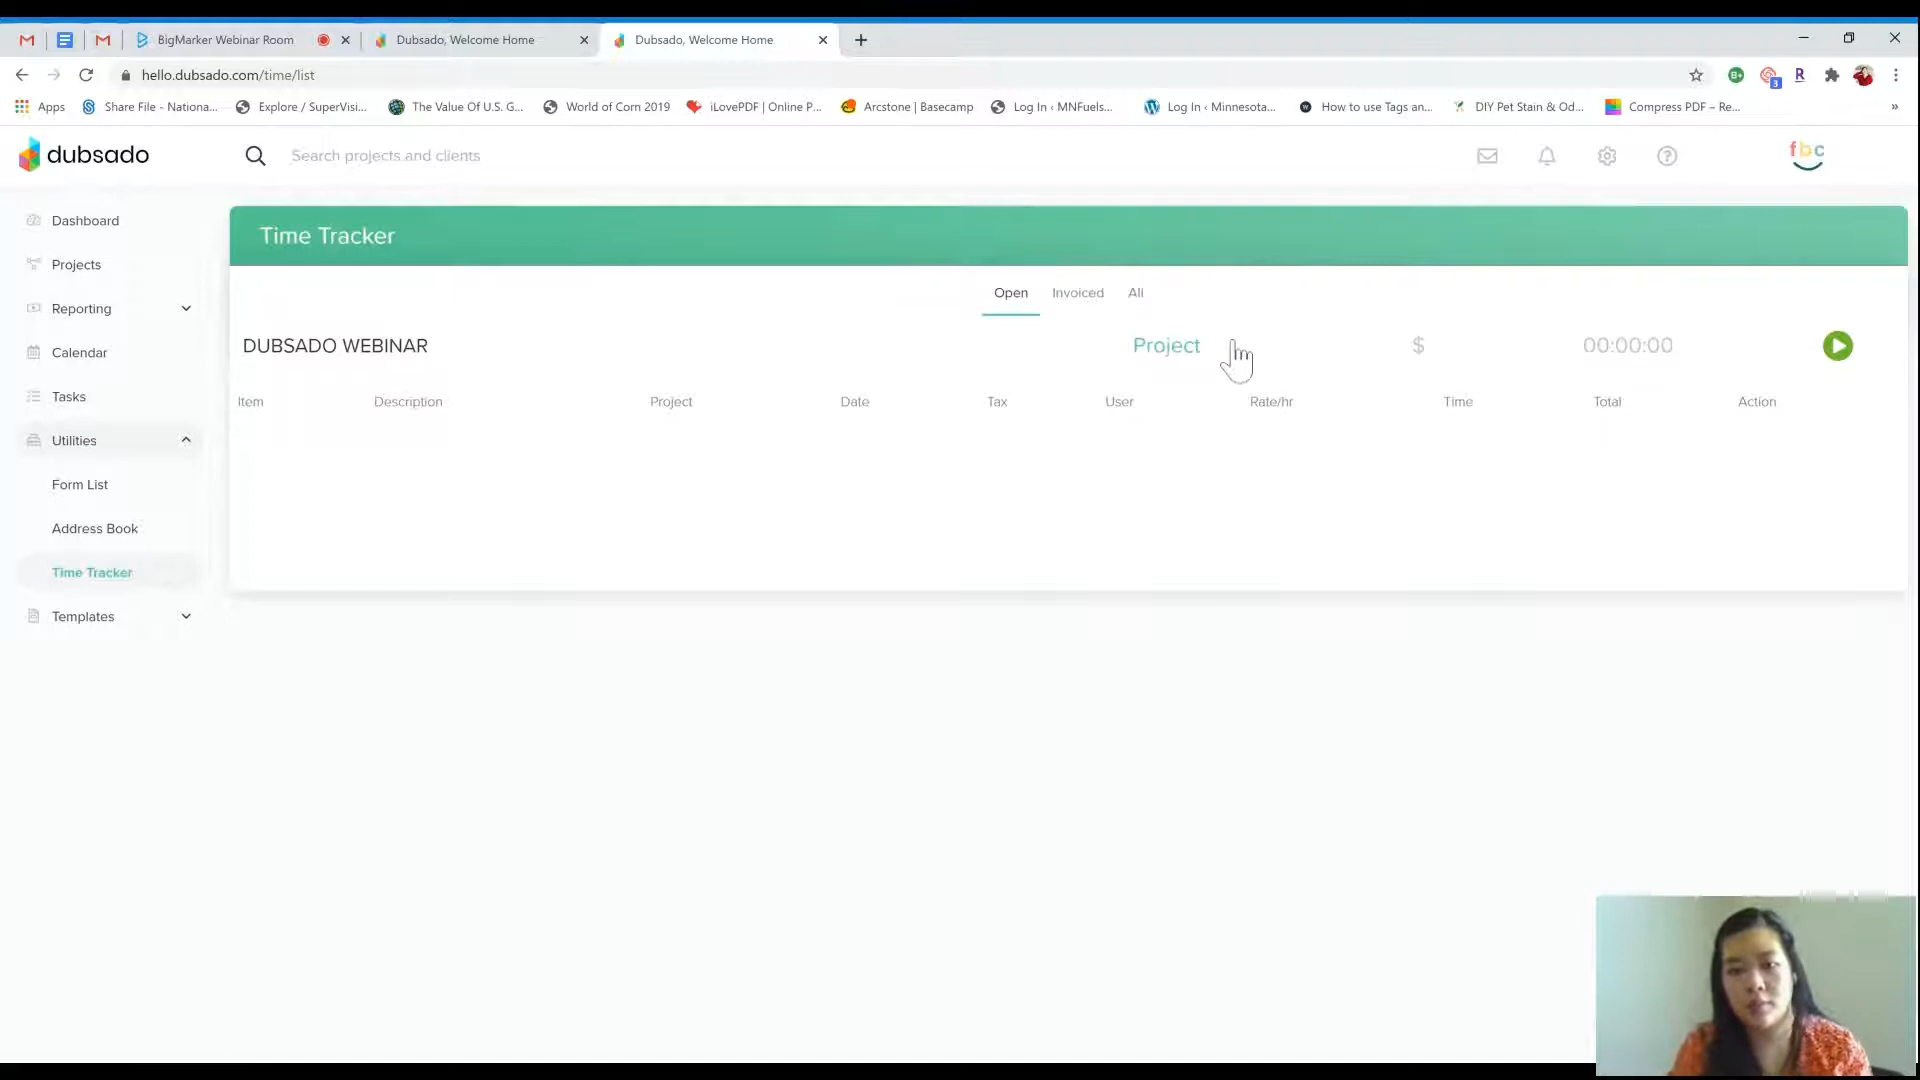 BigMarker Webinar Room
Dubsado, Welcome Home
Dubsado, Welcome Home
hello.dubsado.com/time/list
B+
3
R
Apps
Share File - Nationa...
Explore / SuperVisi...
The Value Of U.S. G...
World of Corn 2019
iLovePDF | Online P...
Arcstone | Basecamp
Log In ‹ MNFuels...
Log In ‹ Minnesota...
How to use Tags an...
DIY Pet Stain & Od...
Compress PDF – Re...
»
dubsado
Search projects and clients
fbc
Dashboard
Projects
Reporting
Calendar
Tasks
Utilities
Form List
Address Book
Time Tracker
Templates
Time Tracker
Open Invoiced All
DUBSADO WEBINAR Project $ 00:00:00
Item Description Project Date Tax User Rate/hr Time Total Action